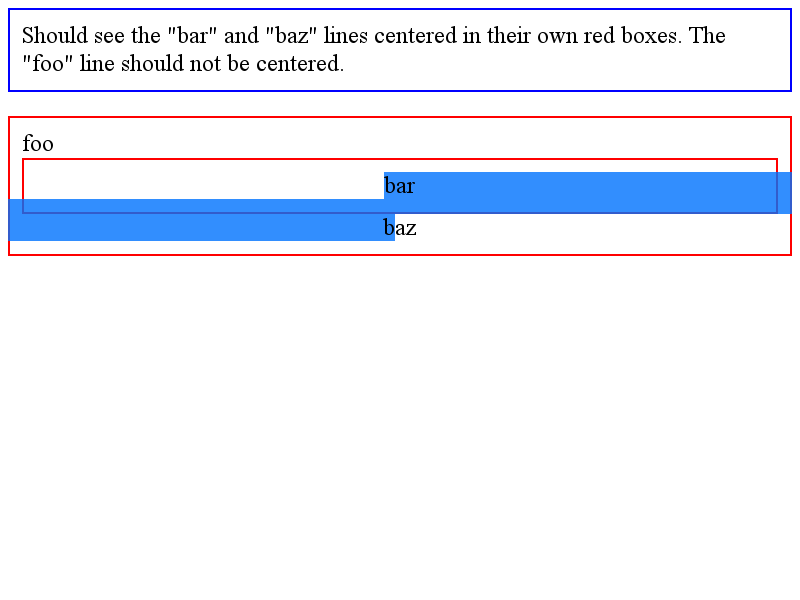 Should see the "bar" and "baz" lines centered in their own red boxes. The
"foo" line should not be centered.
foo
bar
baz